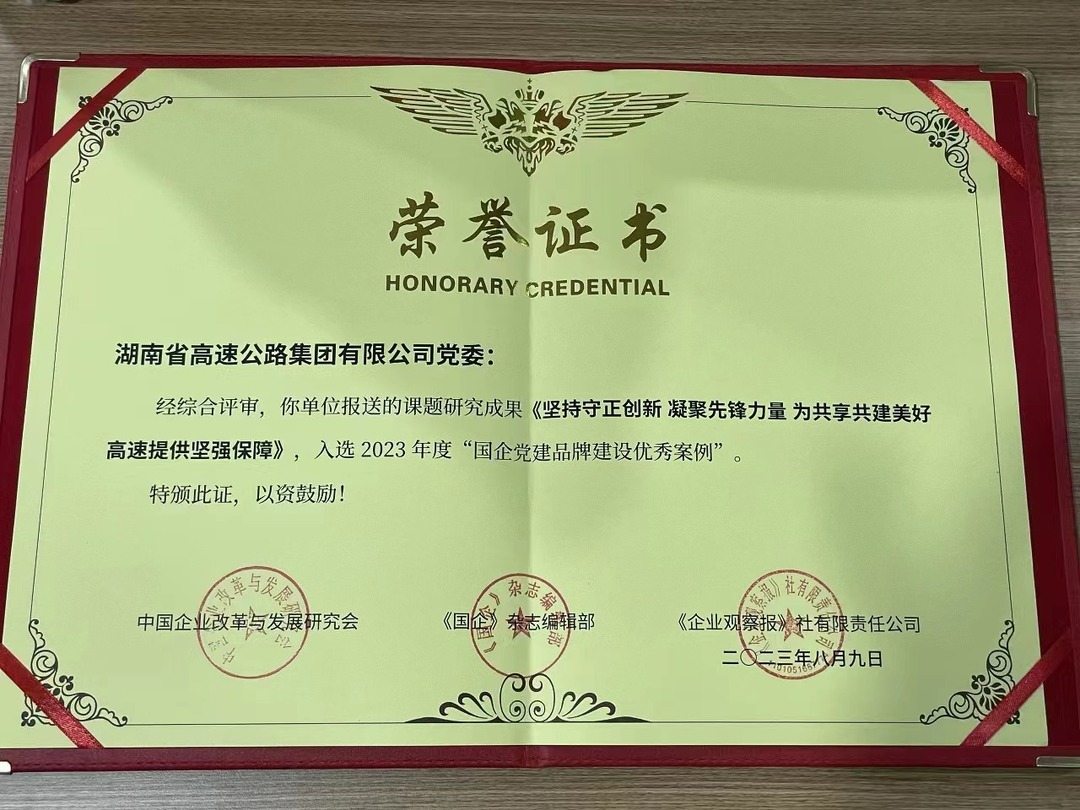 荣誉证书
HONORARY CREDENTIAL
湖南省高速公路集团有限公司党委：
经综合评审，你单位报送的课题研究成果《坚持守正创新 凝聚先锋力量 为共享共建美好
高速提供坚强保障》，入选 2023 年度“国企党建品牌建设优秀案例”。
特颁此证，以资鼓励！
中国企业改革与发展研究会 《国企》杂志编辑部 《企业观察报》社有限责任公司
二〇二三年八月九日